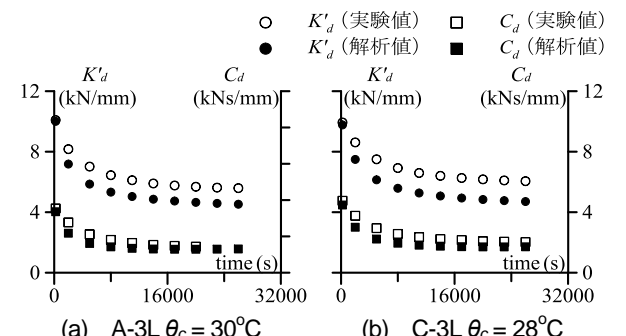 ○ K′d (実験値) □ Cd (実験値)
● K′d (解析値) ■ Cd (解析値)
K′d Cd K′d Cd
(kN/mm) (kNs/mm) (kN/mm) (kNs/mm)
12 12
8 8
4 4
0 time (s) time (s) 0
0 16000 32000 0 16000 32000
(a) A-3L θc = 30°C (b) C-3L θc = 28°C